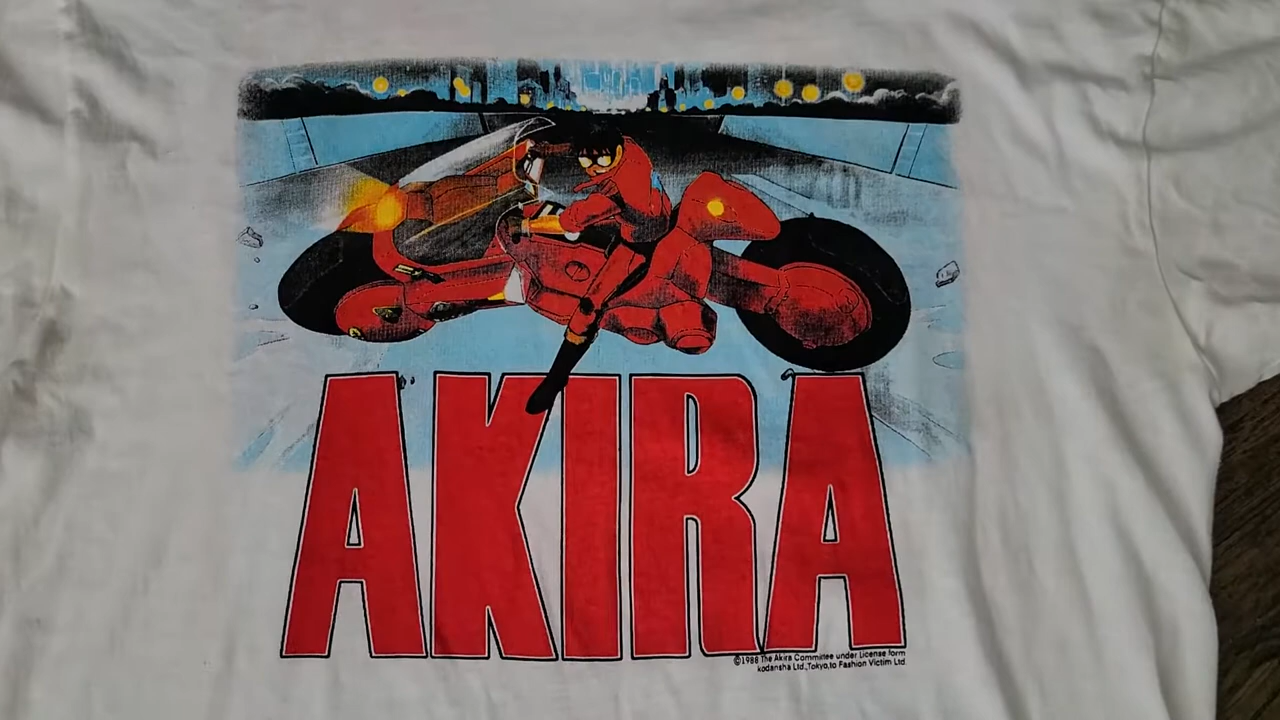 AKIRA
©1988 The Akira Committee under License form
kodansha Ltd.,Tokyo,to Fashion Victim Ltd.